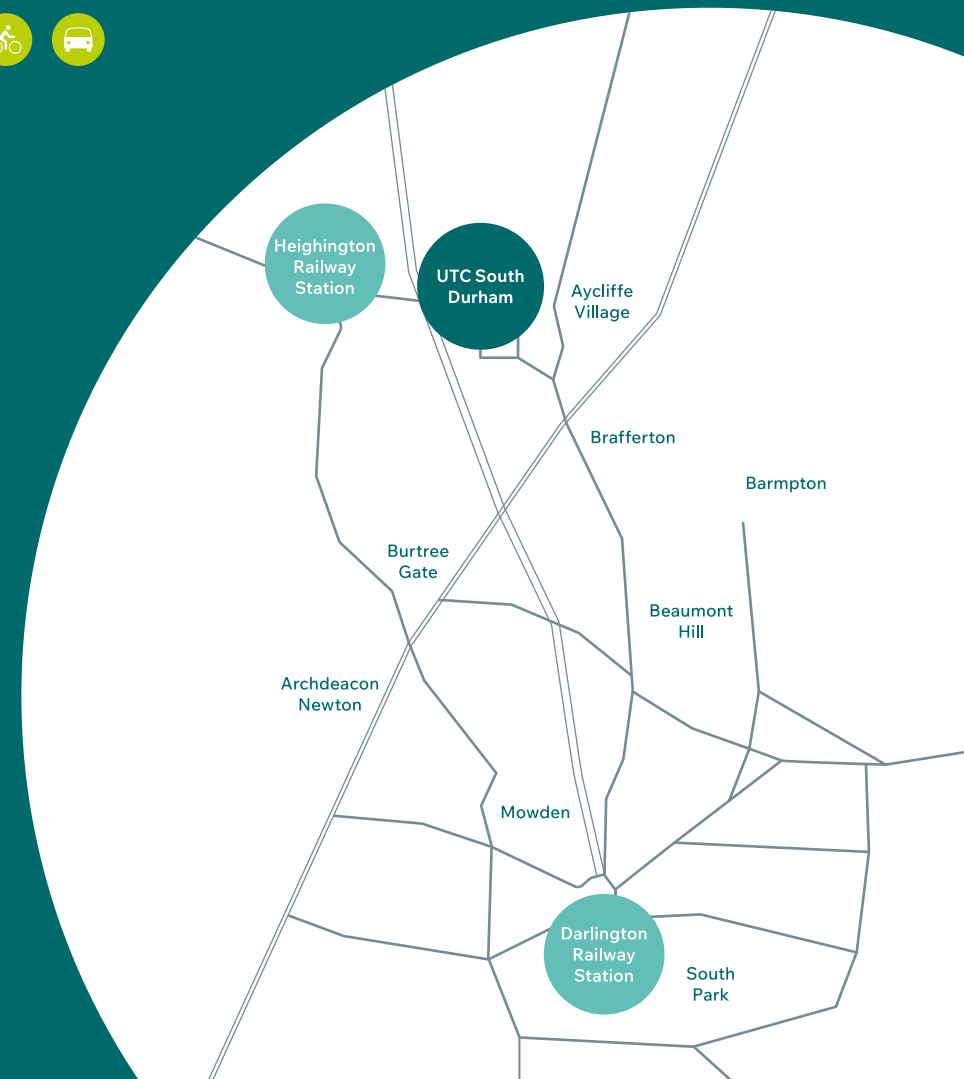 Heighington
Railway
Station
UTC South
Durham
Aycliffe
Village
Brafferton
Barmpton
Burtree
Gate
Beaumont
Hill
Archdeacon
Newton
Mowden
Darlington
Railway
Station
South
Park